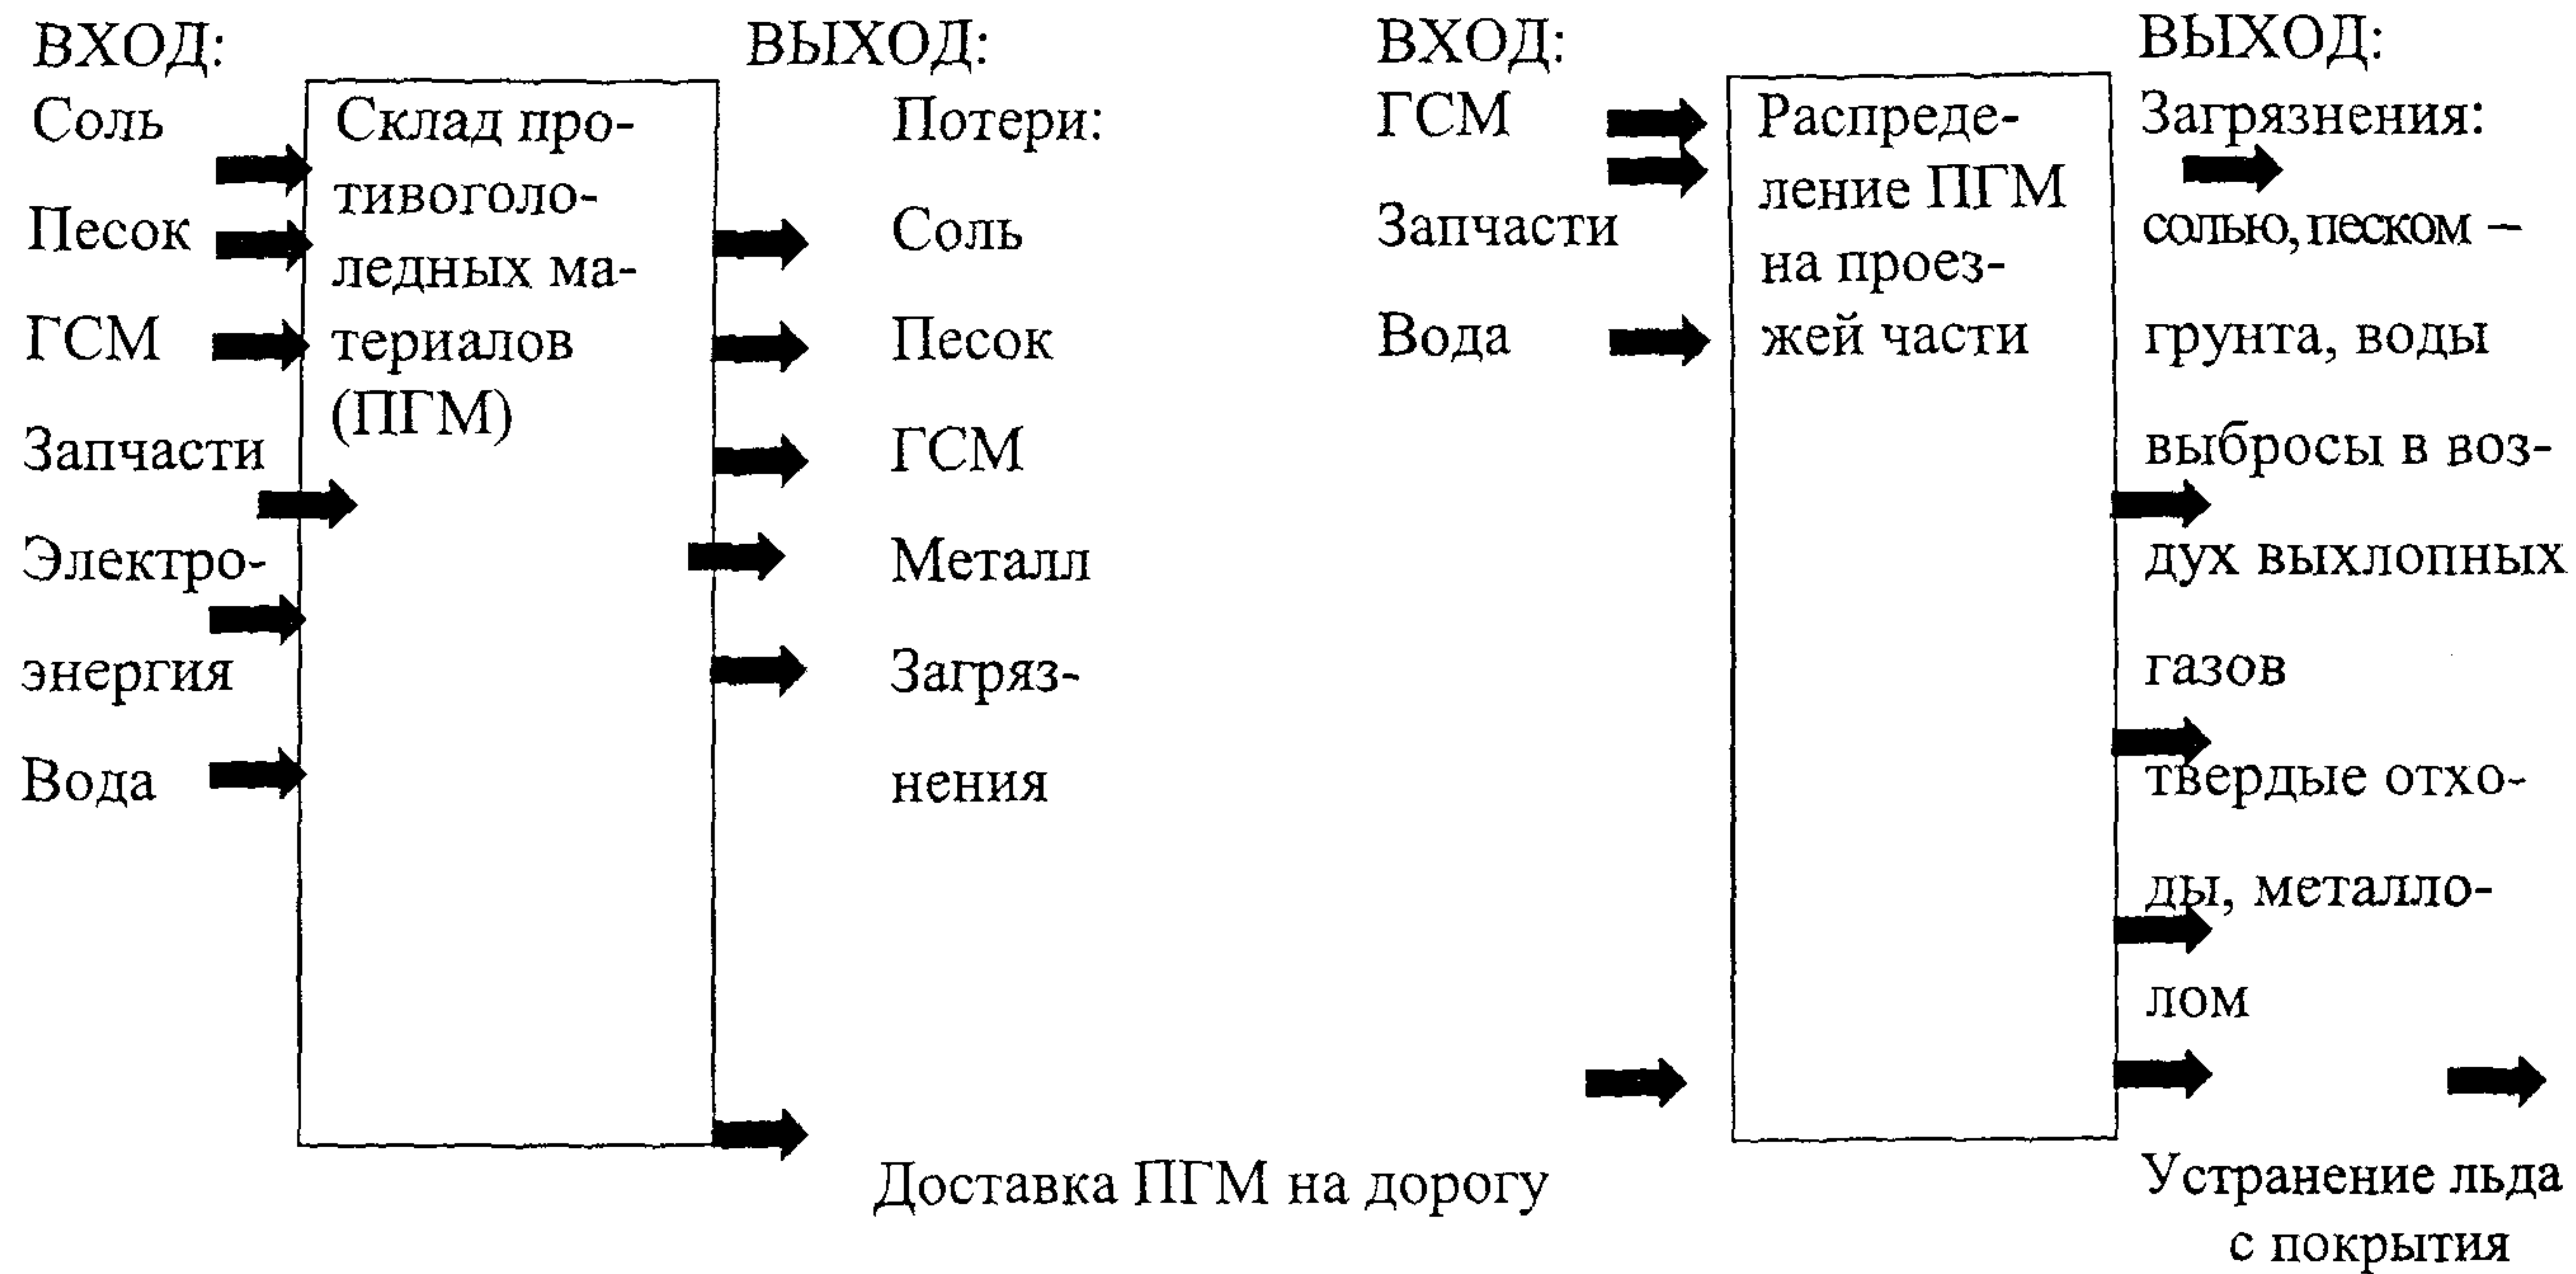 ВХОД:
Соль
Песок
ГСМ
Запчасти
Электро-
энергия
Вода
Склад про-
тивоголо-
ледных ма-
териалов
(ПГМ)
ВЫХОД:
Потери:
Соль
Песок
ГСМ
Металл
Загряз-
нения
Доставка ПГМ на дорогу
ВХОД:
ГСМ
Запчасти
Вода
Распреде-
ление ПГМ
на проез-
жей части
ВЫХОД:
Загрязнения:
солью, песком –
грунта, воды
выбросы в воз-
дух выхлопных
газов
твердые отхо-
ды, металло-
лом
Устранение льда
с покрытия